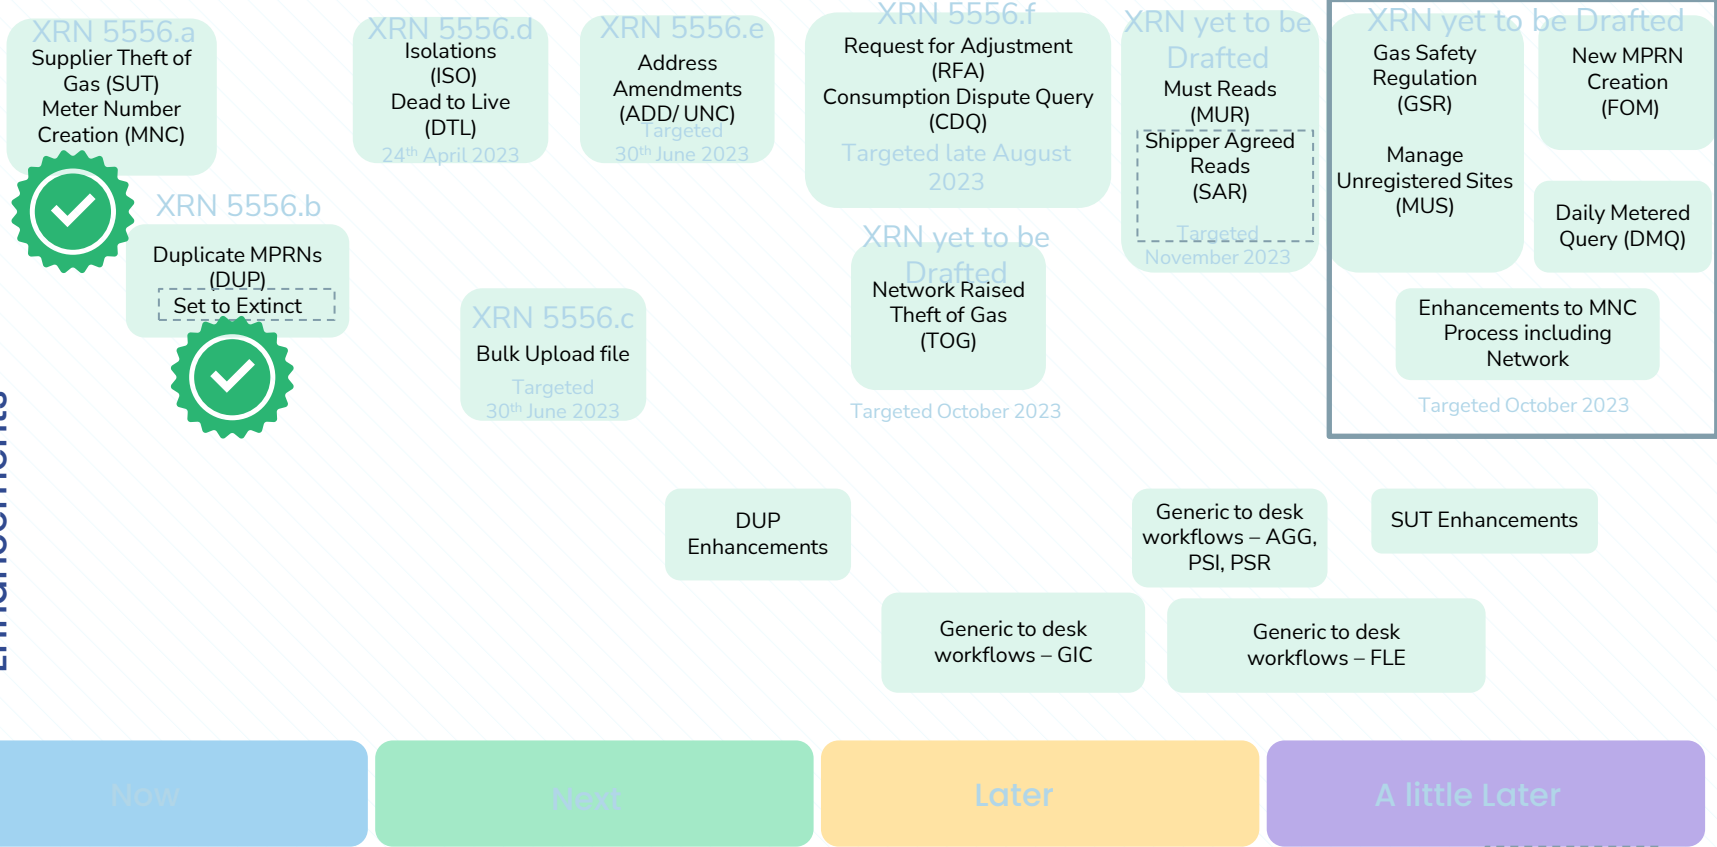 XRN 5556.a
Supplier Theft of
Gas (SUT)
Meter Number
Creation (MNC)
XRN 5556.b
Duplicate MPRNs
(DUP)
Set to Extinct
XRN 5556.d
Isolations
(ISO)
Dead to Live
(DTL)
24th April 2023
XRN 5556.c
Bulk Upload file
Targeted
30th June 2023
XRN 5556.e
Address
Amendments
(ADD/ UNC)
Targeted
30th June 2023
XRN 5556.f
Request for Adjustment
(RFA)
Consumption Dispute Query
(CDQ)
Targeted late August
2023
XRN yet to be
Drafted
Network Raised
Theft of Gas
(TOG)
Targeted October 2023
XRN yet to be
Drafted
Must Reads
(MUR)
Shipper Agreed
Reads
(SAR)
Targeted
November 2023
XRN yet to be Drafted
Gas Safety
Regulation
(GSR)
Manage
Unregistered Sites
(MUS)
New MPRN
Creation
(FOM)
Daily Metered
Query (DMQ)
Enhancements to MNC
Process including
Network
Targeted October 2023
Enhancements
DUP
Enhancements
Generic to desk
workflows – GIC
Generic to desk
workflows – AGG,
PSI, PSR
Generic to desk
workflows – FLE
SUT Enhancements
Now
Next
Later
A little Later